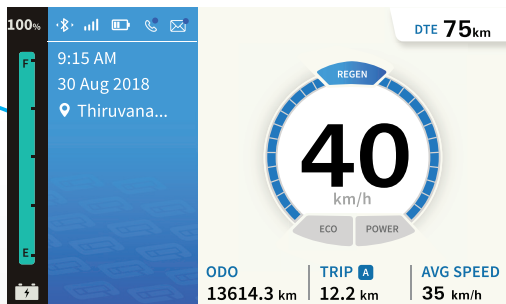 100%
F
E
9:15 AM
30 Aug 2018
Thiruvana...
DTE 75km
REGEN
40
km/h
ECO POWER
ODO TRIP A AVG SPEED
13614.3 km 12.2 km 35 km/h